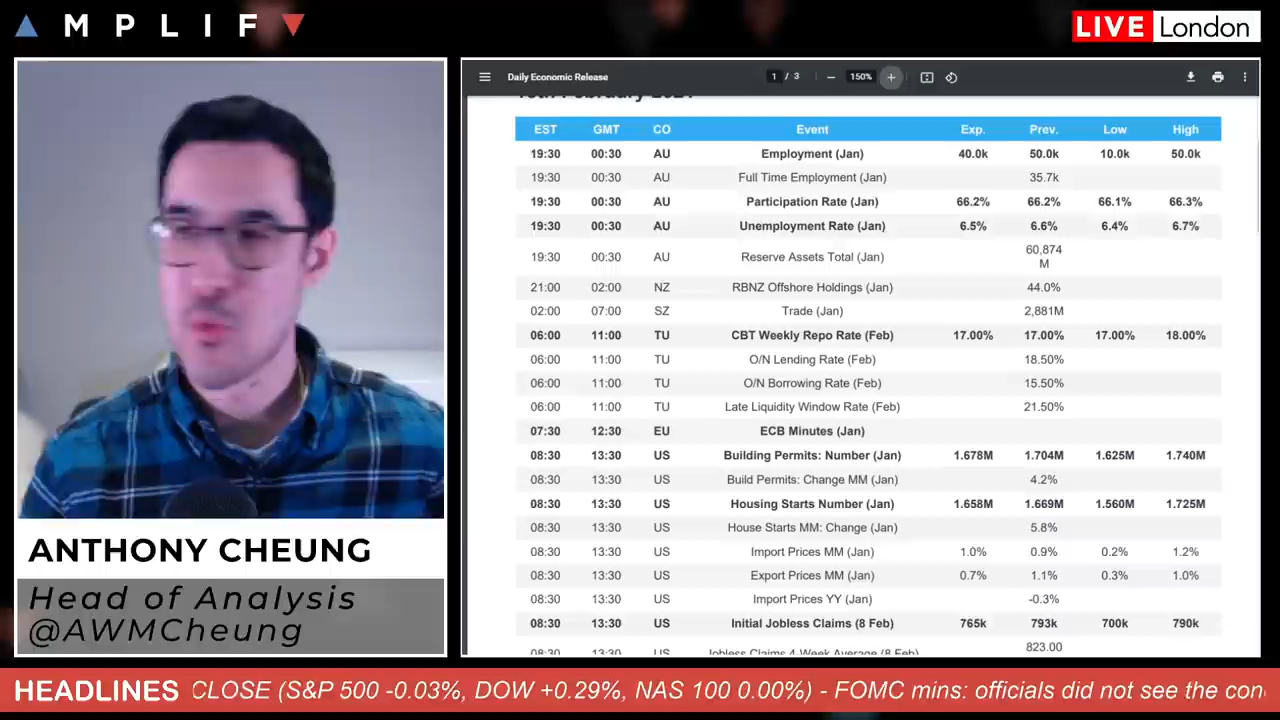 AMPLIFY
LIVE London
Daily Economic Release
1 / 3
150%
EST GMT CO Event Exp. Prev. Low High
19:30 00:30 AU Employment (Jan) 40.0k 50.0k 10.0k 50.0k
19:30 00:30 AU Full Time Employment (Jan) 35.7k
19:30 00:30 AU Participation Rate (Jan) 66.2% 66.2% 66.1% 66.3%
19:30 00:30 AU Unemployment Rate (Jan) 6.5% 6.6% 6.4% 6.7%
19:30 00:30 AU Reserve Assets Total (Jan) 60,874
M
21:00 02:00 NZ RBNZ Offshore Holdings (Jan) 44.0%
02:00 07:00 SZ Trade (Jan) 2,881M
06:00 11:00 TU CBT Weekly Repo Rate (Feb) 17.00% 17.00% 17.00% 18.00%
06:00 11:00 TU O/N Lending Rate (Feb) 18.50%
06:00 11:00 TU O/N Borrowing Rate (Feb) 15.50%
06:00 11:00 TU Late Liquidity Window Rate (Feb) 21.50%
07:30 12:30 EU ECB Minutes (Jan)
08:30 13:30 US Building Permits: Number (Jan) 1.678M 1.704M 1.625M 1.740M
08:30 13:30 US Build Permits: Change MM (Jan) 4.2%
08:30 13:30 US Housing Starts Number (Jan) 1.658M 1.669M 1.560M 1.725M
08:30 13:30 US House Starts MM: Change (Jan) 5.8%
08:30 13:30 US Import Prices MM (Jan) 1.0% 0.9% 0.2% 1.2%
08:30 13:30 US Export Prices MM (Jan) 0.7% 1.1% 0.3% 1.0%
08:30 13:30 US Import Prices YY (Jan) -0.3%
08:30 13:30 US Initial Jobless Claims (8 Feb) 765k 793k 700k 790k
08:30 13:30 US Jobless Claims 4-Week Average (8 Feb) 823.00
ANTHONY CHEUNG
Head of Analysis
@AWMCheung
HEADLINES CLOSE (S&P 500 -0.03%, DOW +0.29%, NAS 100 0.00%) - FOMC mins: officials did not see the con